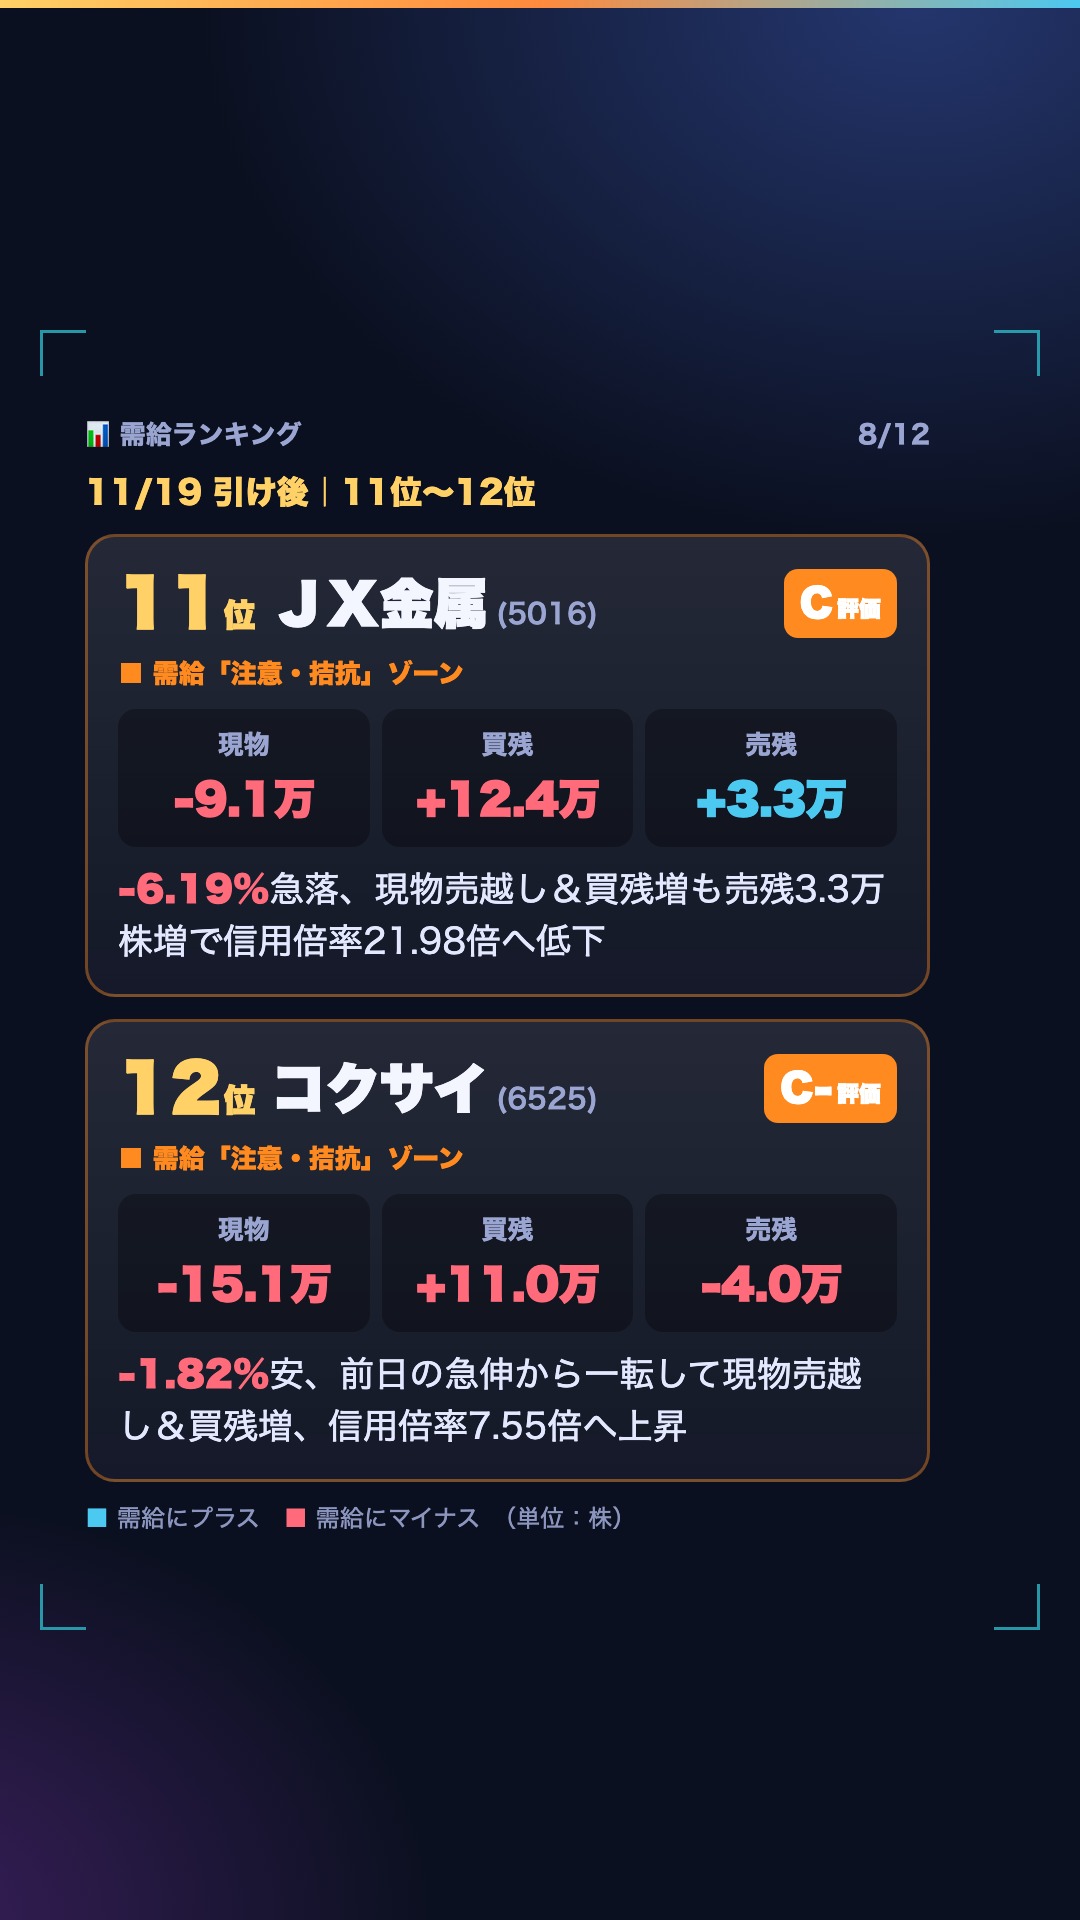 📊 需給ランキング 8/12
11/19 引け後｜11位〜12位
11位 ＪＸ金属 (5016) C評価
■ 需給「注意・拮抗」ゾーン
現物 買残 売残
-9.1万 +12.4万 +3.3万
-6.19%急落、現物売越し＆買残増も売残3.3万
株増で信用倍率21.98倍へ低下
12位 コクサイ (6525) C-評価
■ 需給「注意・拮抗」ゾーン
現物 買残 売残
-15.1万 +11.0万 -4.0万
-1.82%安、前日の急伸から一転して現物売越
し＆買残増、信用倍率7.55倍へ上昇
■ 需給にプラス ■ 需給にマイナス （単位：株）